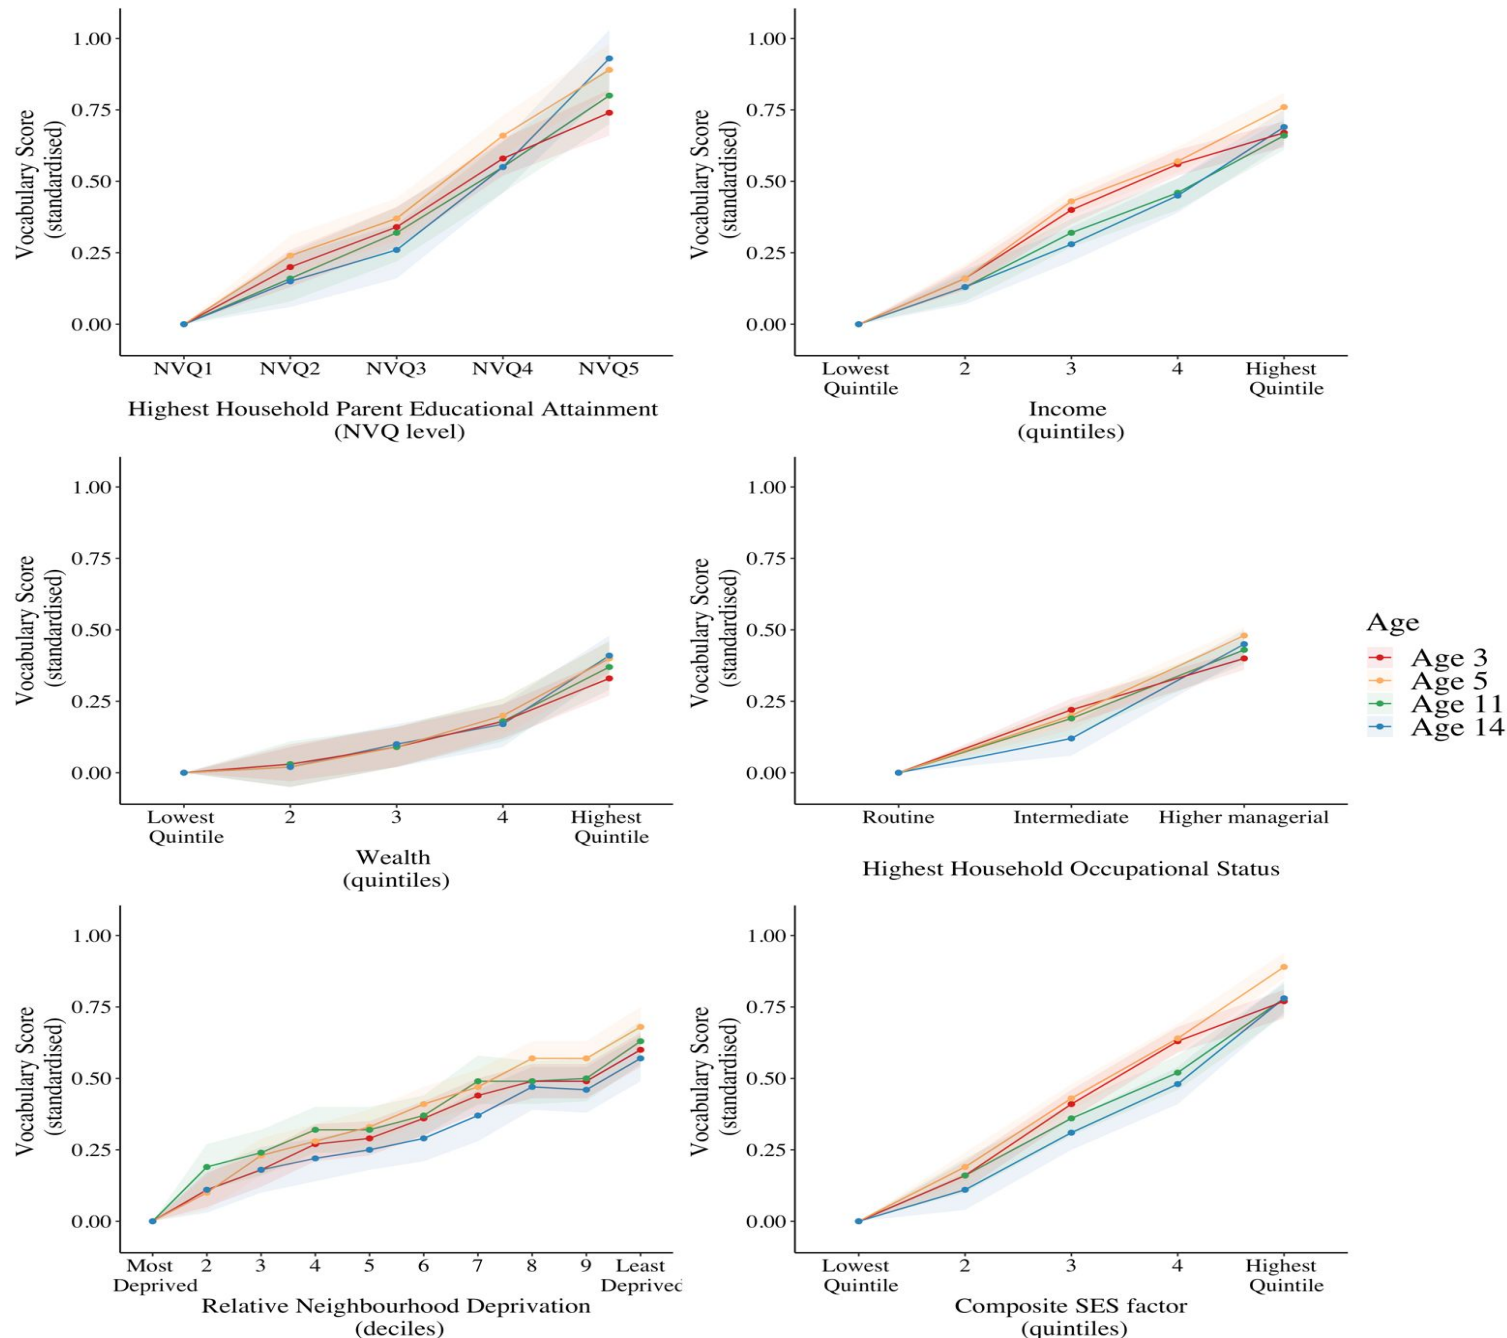 1.00
0.75
0.50
0.25
0.00
Vocabulary Score
(standardised)
NVQ1 NVQ2 NVQ3 NVQ4 NVQ5
Highest Household Parent Educational Attainment
(NVQ level)
1.00
0.75
0.50
0.25
0.00
Vocabulary Score
(standardised)
Lowest 2 3 4 Highest
Quintile Quintile
Income
(quintiles)
1.00
0.75
0.50
0.25
0.00
Vocabulary Score
(standardised)
Lowest 2 3 4 Highest
Quintile Quintile
Wealth
(quintiles)
1.00
0.75
0.50
0.25
0.00
Vocabulary Score
(standardised)
Routine Intermediate Higher managerial
Highest Household Occupational Status
Age
Age 3
Age 5
Age 11
Age 14
1.00
0.75
0.50
0.25
0.00
Vocabulary Score
(standardised)
Most 2 3 4 5 6 7 8 9 Least
Deprived Deprived
Relative Neighbourhood Deprivation
(deciles)
1.00
0.75
0.50
0.25
0.00
Vocabulary Score
(standardised)
Lowest 2 3 4 Highest
Quintile Quintile
Composite SES factor
(quintiles)